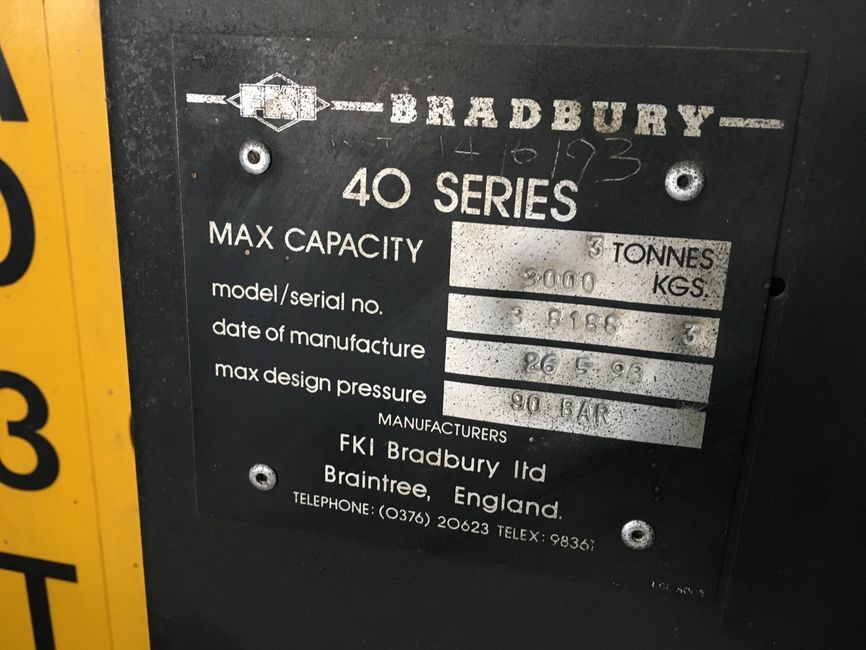 FKI BRADBURY
14/6/93
40 SERIES
MAX CAPACITY 3 TONNES
3000 KGS.
model/serial no. 3 8188 3
date of manufacture 26 5 93
max design pressure 90 BAR
MANUFACTURERS
FKI Bradbury ltd
Braintree, England.
TELEPHONE: (0376) 20623 TELEX: 98367
3
T